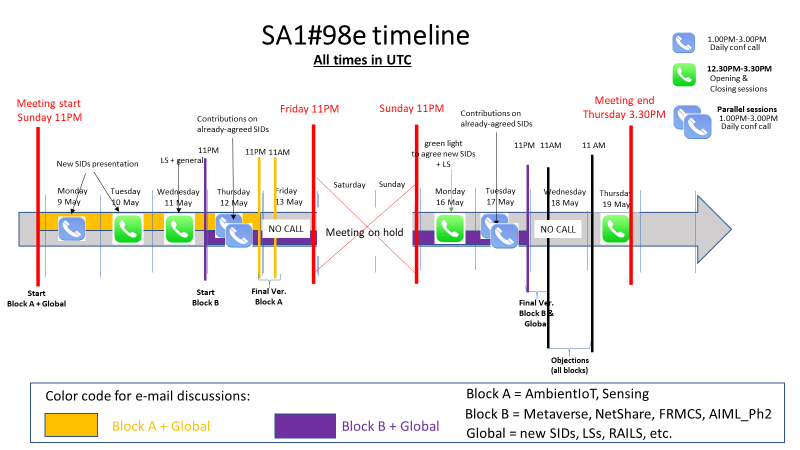 SA1#98e timeline
All times in UTC
1.00PM-3.00PM
Daily conf call
12.30PM-3.30PM
Opening &
Closing sessions
Parallel sessions
1.00PM-3.00PM
Daily conf call
Meeting start
Sunday 11PM
Friday 11PM
Sunday 11PM
Meeting end
Thursday 3.30PM
Contributions on
already-agreed SIDs
Contributions on
already-agreed SIDs
New SIDs presentation
LS + general
11PM
11PM 11AM
green light
to agree new SIDs
+ LS
11PM
11AM
11 AM
Monday
9 May
Tuesday
10 May
Wednesday
11 May
Thursday
12 May
Friday
13 May
Saturday
Sunday
Monday
16 May
Tuesday
17 May
Wednesday
18 May
Thursday
19 May
NO CALL
Meeting on hold
NO CALL
Start
Block A + Global
Start
Block B
Final Ver.
Block A
Final Ver.
Block B &
Global
Objections
(all blocks)
Color code for e-mail discussions:
Block A + Global
Block B + Global
Block A = AmbientIoT, Sensing
Block B = Metaverse, NetShare, FRMCS, AIML_Ph2
Global = new SIDs, LSs, RAILS, etc.